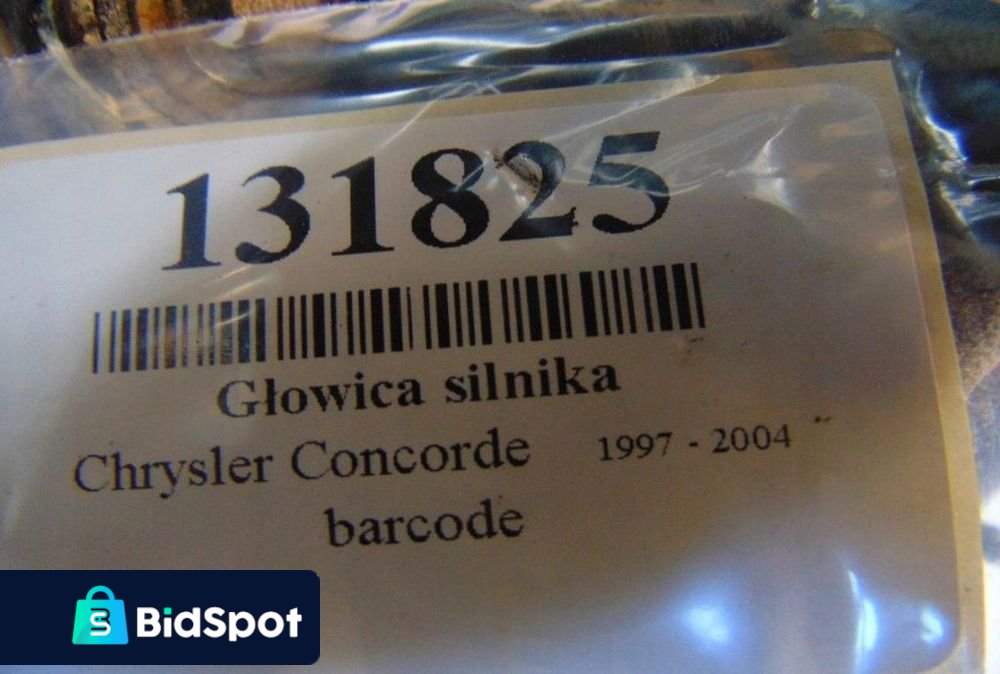 131825
Głowica silnika
Chrysler Concorde 1997 - 2004
barcode
BidSpot